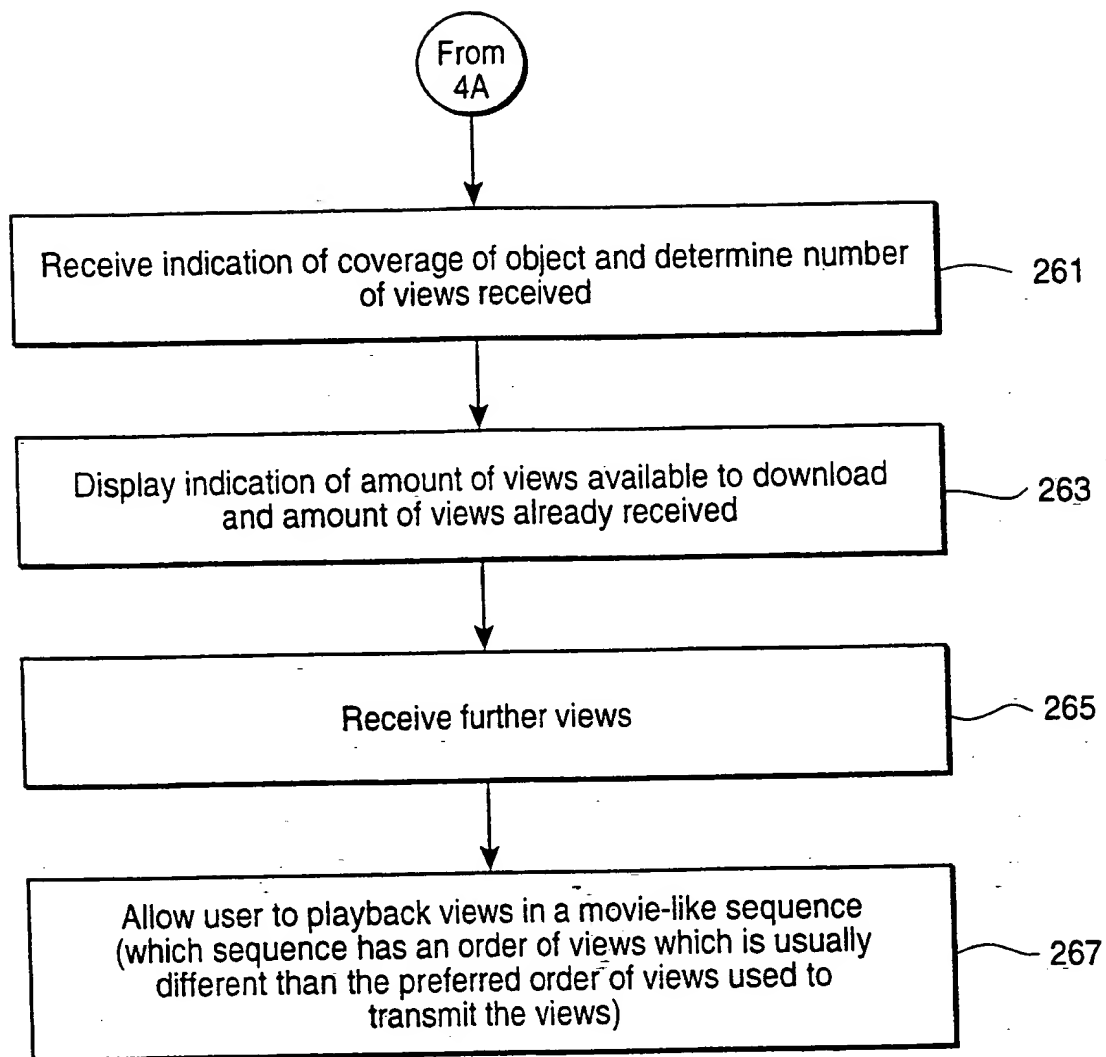 From
4A
Receive indication of coverage of object and determine number
of views received
261
Display indication of amount of views available to download
and amount of views already received
263
Receive further views
265
Allow user to playback views in a movie-like sequence
(which sequence has an order of views which is usually
different than the preferred order of views used to
transmit the views)
267